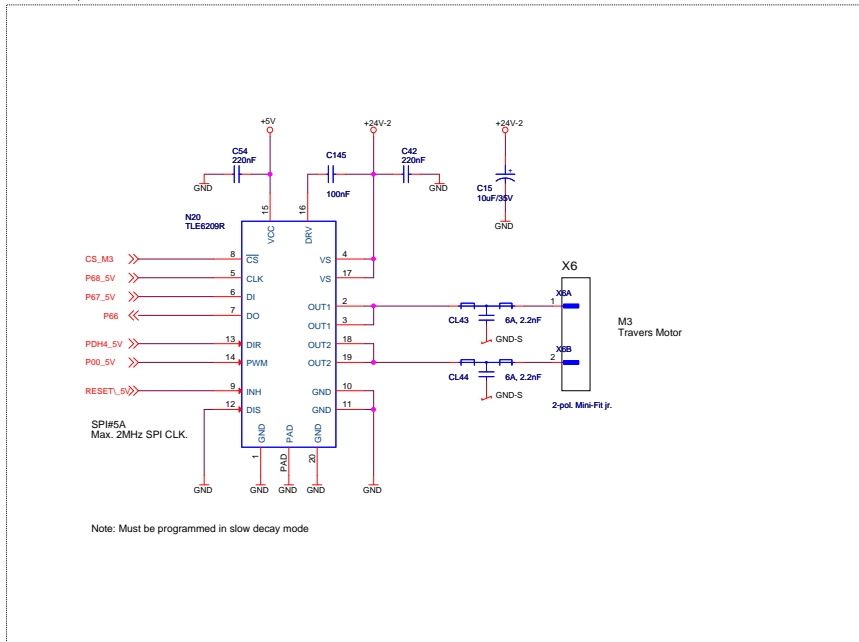 +5V
+24V-2
+24V-2
C54
220nF
C145
100nF
C42
220nF
C15
10uF/35V
+
GND
GND
GND
N20
TLE6209R
15
16
VCC
DRV
CS_M3
8
CS
VS
4
P68_5V
5
CLK
VS
17
P67_5V
6
DI
OUT1
2
P66
7
DO
OUT1
3
PDH4_5V
13
DIR
OUT2
18
P00_5V
14
PWM
OUT2
19
RESET\_5V
9
INH
GND
10
12
DIS
GND
11
GND
PAD
GND
1
PAD
20
GND
GND
GND
GND
GND
CL43
6A, 2.2nF
GND-S
CL44
6A, 2.2nF
GND-S
X6
X6A
1
X6B
2
M3
Travers Motor
2-pol. Mini-Fit jr.
SPI#5A
Max. 2MHz SPI CLK.
Note: Must be programmed in slow decay mode